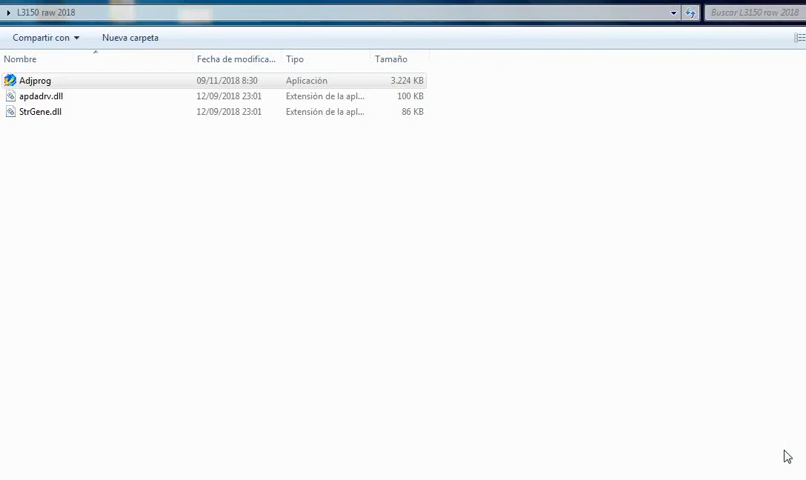 L3150 raw 2018
Buscar L3150 raw 2018
Compartir con
Nueva carpeta
Nombre
Fecha de modifica...
Tipo
Tamaño
Adjprog
09/11/2018 8:30
Aplicación
3.224 KB
apdadrv.dll
12/09/2018 23:01
Extensión de la apl...
100 KB
StrGene.dll
12/09/2018 23:01
Extensión de la apl...
86 KB